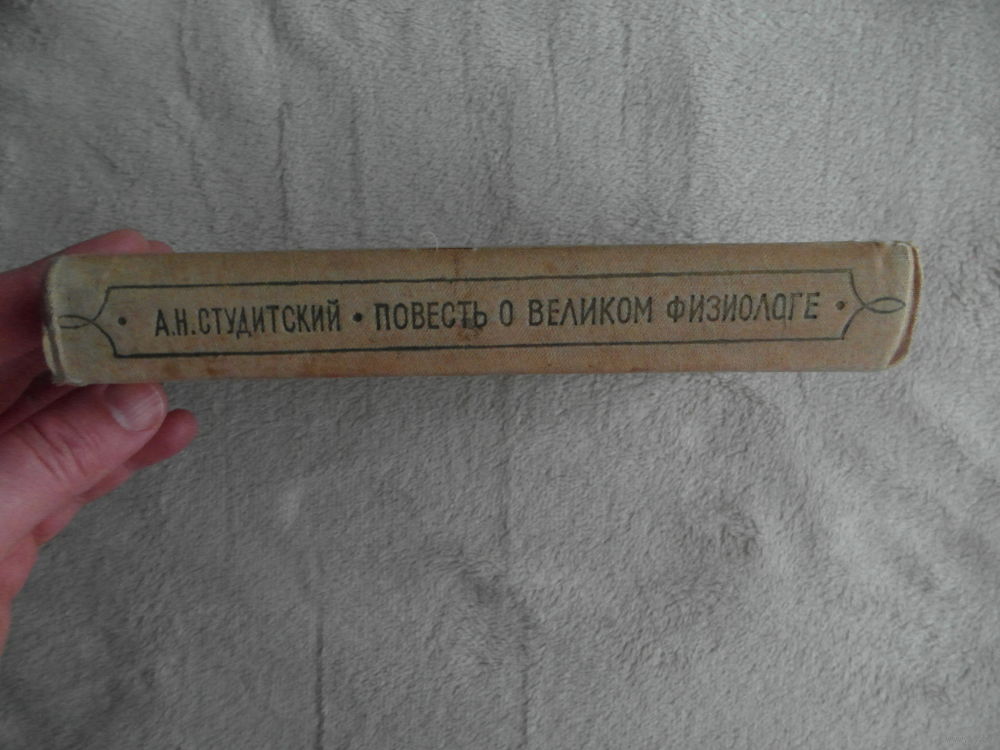 • А.Н.СТУДИТСКИЙ • ПОВЕСТЬ О ВЕЛИКОМ ФИЗИОЛОГЕ •